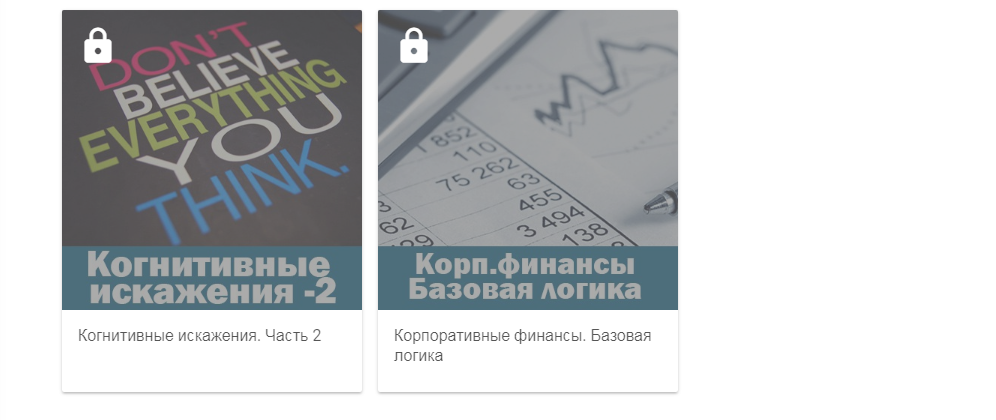 DON'T
BELIEVE
EVERYTHING
YOU
THINK.
Когнитивные
искажения -2
Когнитивные искажения. Часть 2
1 852
110
75 262
63
455
3 494
138
62
Корп.финансы
Базовая логика
Корпоративные финансы. Базовая
логика